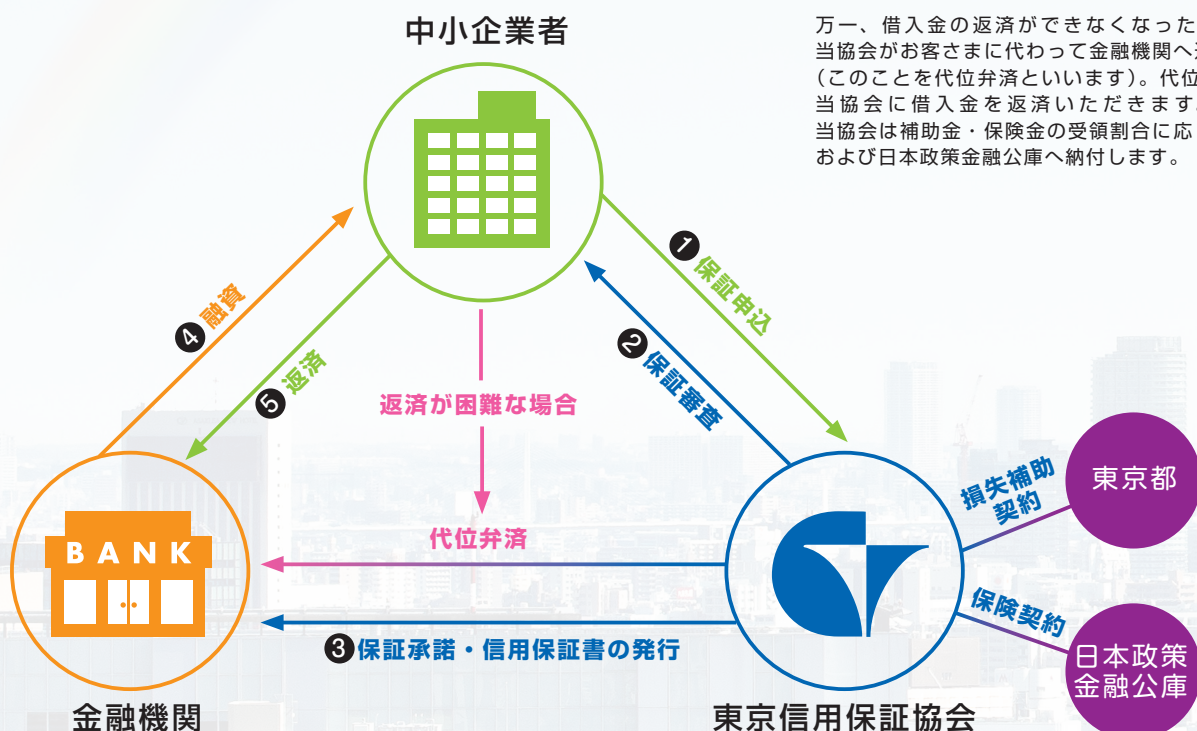 中小企業者
万一、借入金の返済ができなくなった
当協会がお客さまに代わって金融機関へ
(このことを代位弁済といいます)。代位
当協会に借入金を返済いただきます
当協会は補助金・保険金の受領割合に応
および日本政策金融公庫へ納付します。
❶保証申込
❷保証審査
❹融資
❺返済
返済が困難な場合
代位弁済
❸保証承諾・信用保証書の発行
損失補助
契約
東京都
保険契約
日本政策
金融公庫
BANK
金融機関
東京信用保証協会